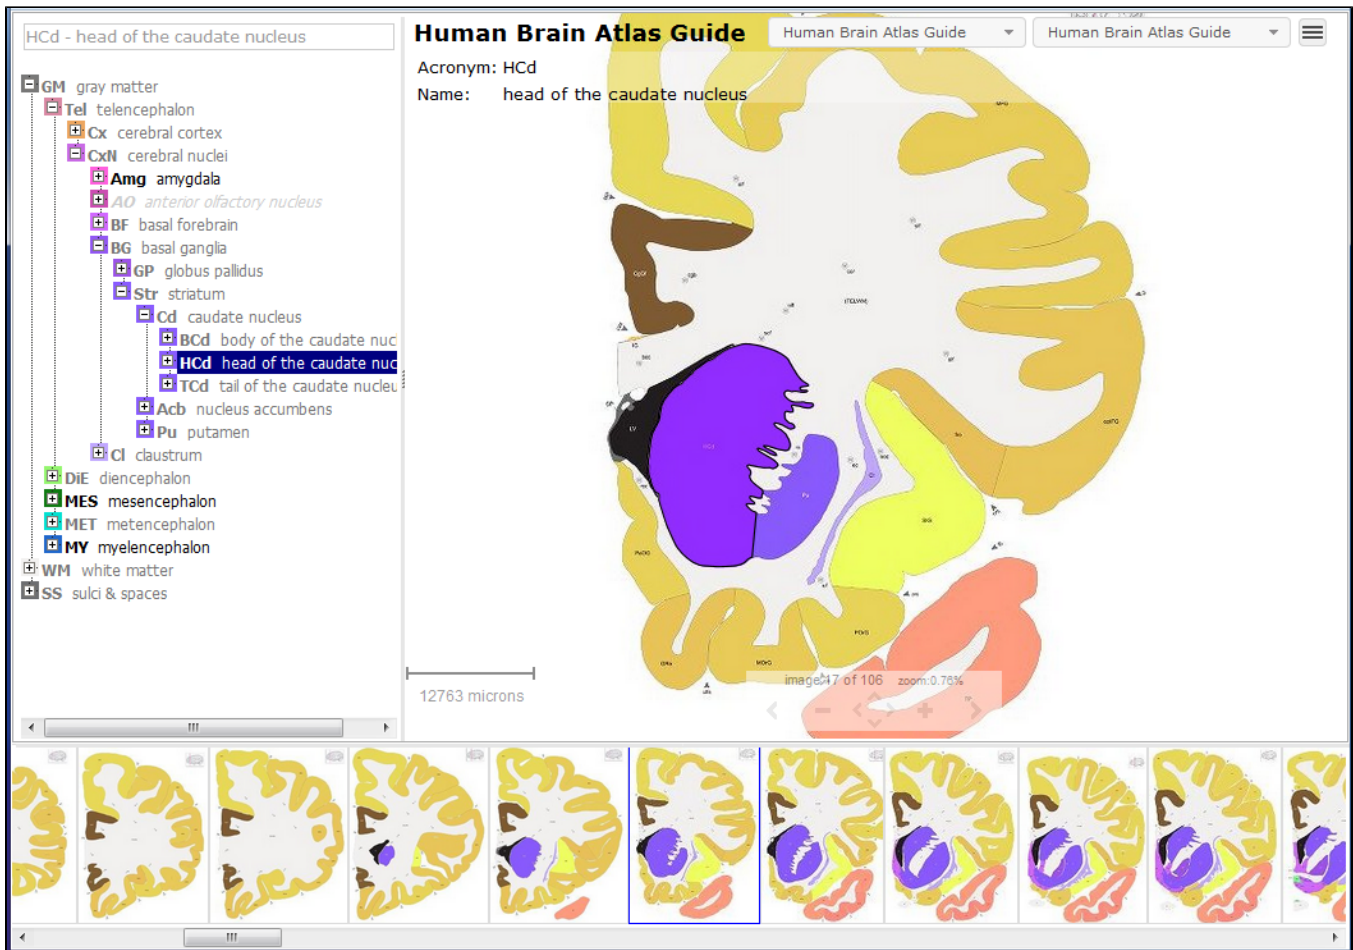 HCd - head of the caudate nucleus
Human Brain Atlas Guide
Human Brain Atlas Guide
Human Brain Atlas Guide
Acronym: HCd
Name: head of the caudate nucleus
GM gray matter
Tel telencephalon
Cx cerebral cortex
CxN cerebral nuclei
Amg amygdala
AO anterior olfactory nucleus
BF basal forebrain
BG basal ganglia
GP globus pallidus
Str striatum
Cd caudate nucleus
BCd body of the caudate nucl
HCd head of the caudate nuc
TCd tail of the caudate nucleu
Acb nucleus accumbens
Pu putamen
Cl claustrum
DiE diencephalon
MES mesencephalon
MET metencephalon
MY myelencephalon
WM white matter
SS sulci & spaces
(TCLWM)
LV
12763 microns
image:17 of 106 zoom:0.76%